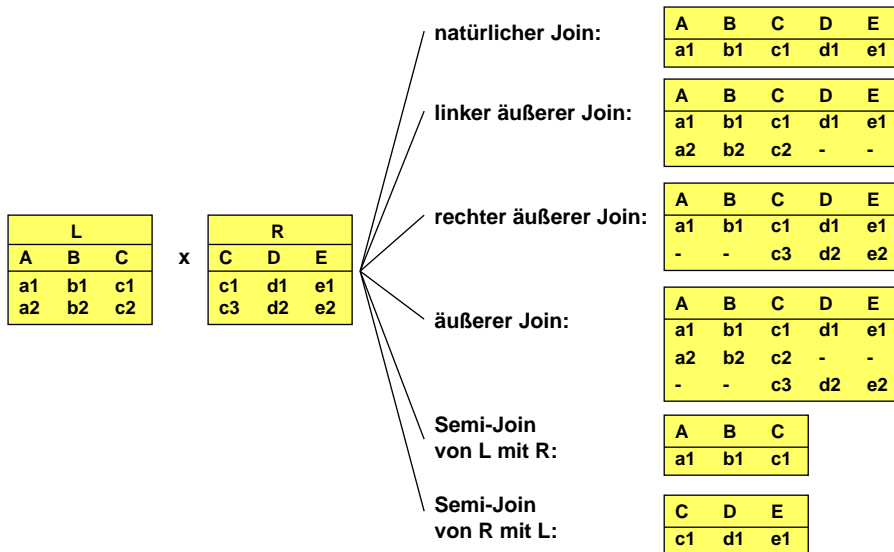 L
A B C
a1 b1 c1
a2 b2 c2
x
R
C D E
c1 d1 e1
c3 d2 e2
natürlicher Join:
A B C D E
a1 b1 c1 d1 e1
linker äußerer Join:
A B C D E
a1 b1 c1 d1 e1
a2 b2 c2 - -
rechter äußerer Join:
A B C D E
a1 b1 c1 d1 e1
- - c3 d2 e2
äußerer Join:
A B C D E
a1 b1 c1 d1 e1
a2 b2 c2 - -
- - c3 d2 e2
Semi-Join
von L mit R:
A B C
a1 b1 c1
Semi-Join
von R mit L:
C D E
c1 d1 e1